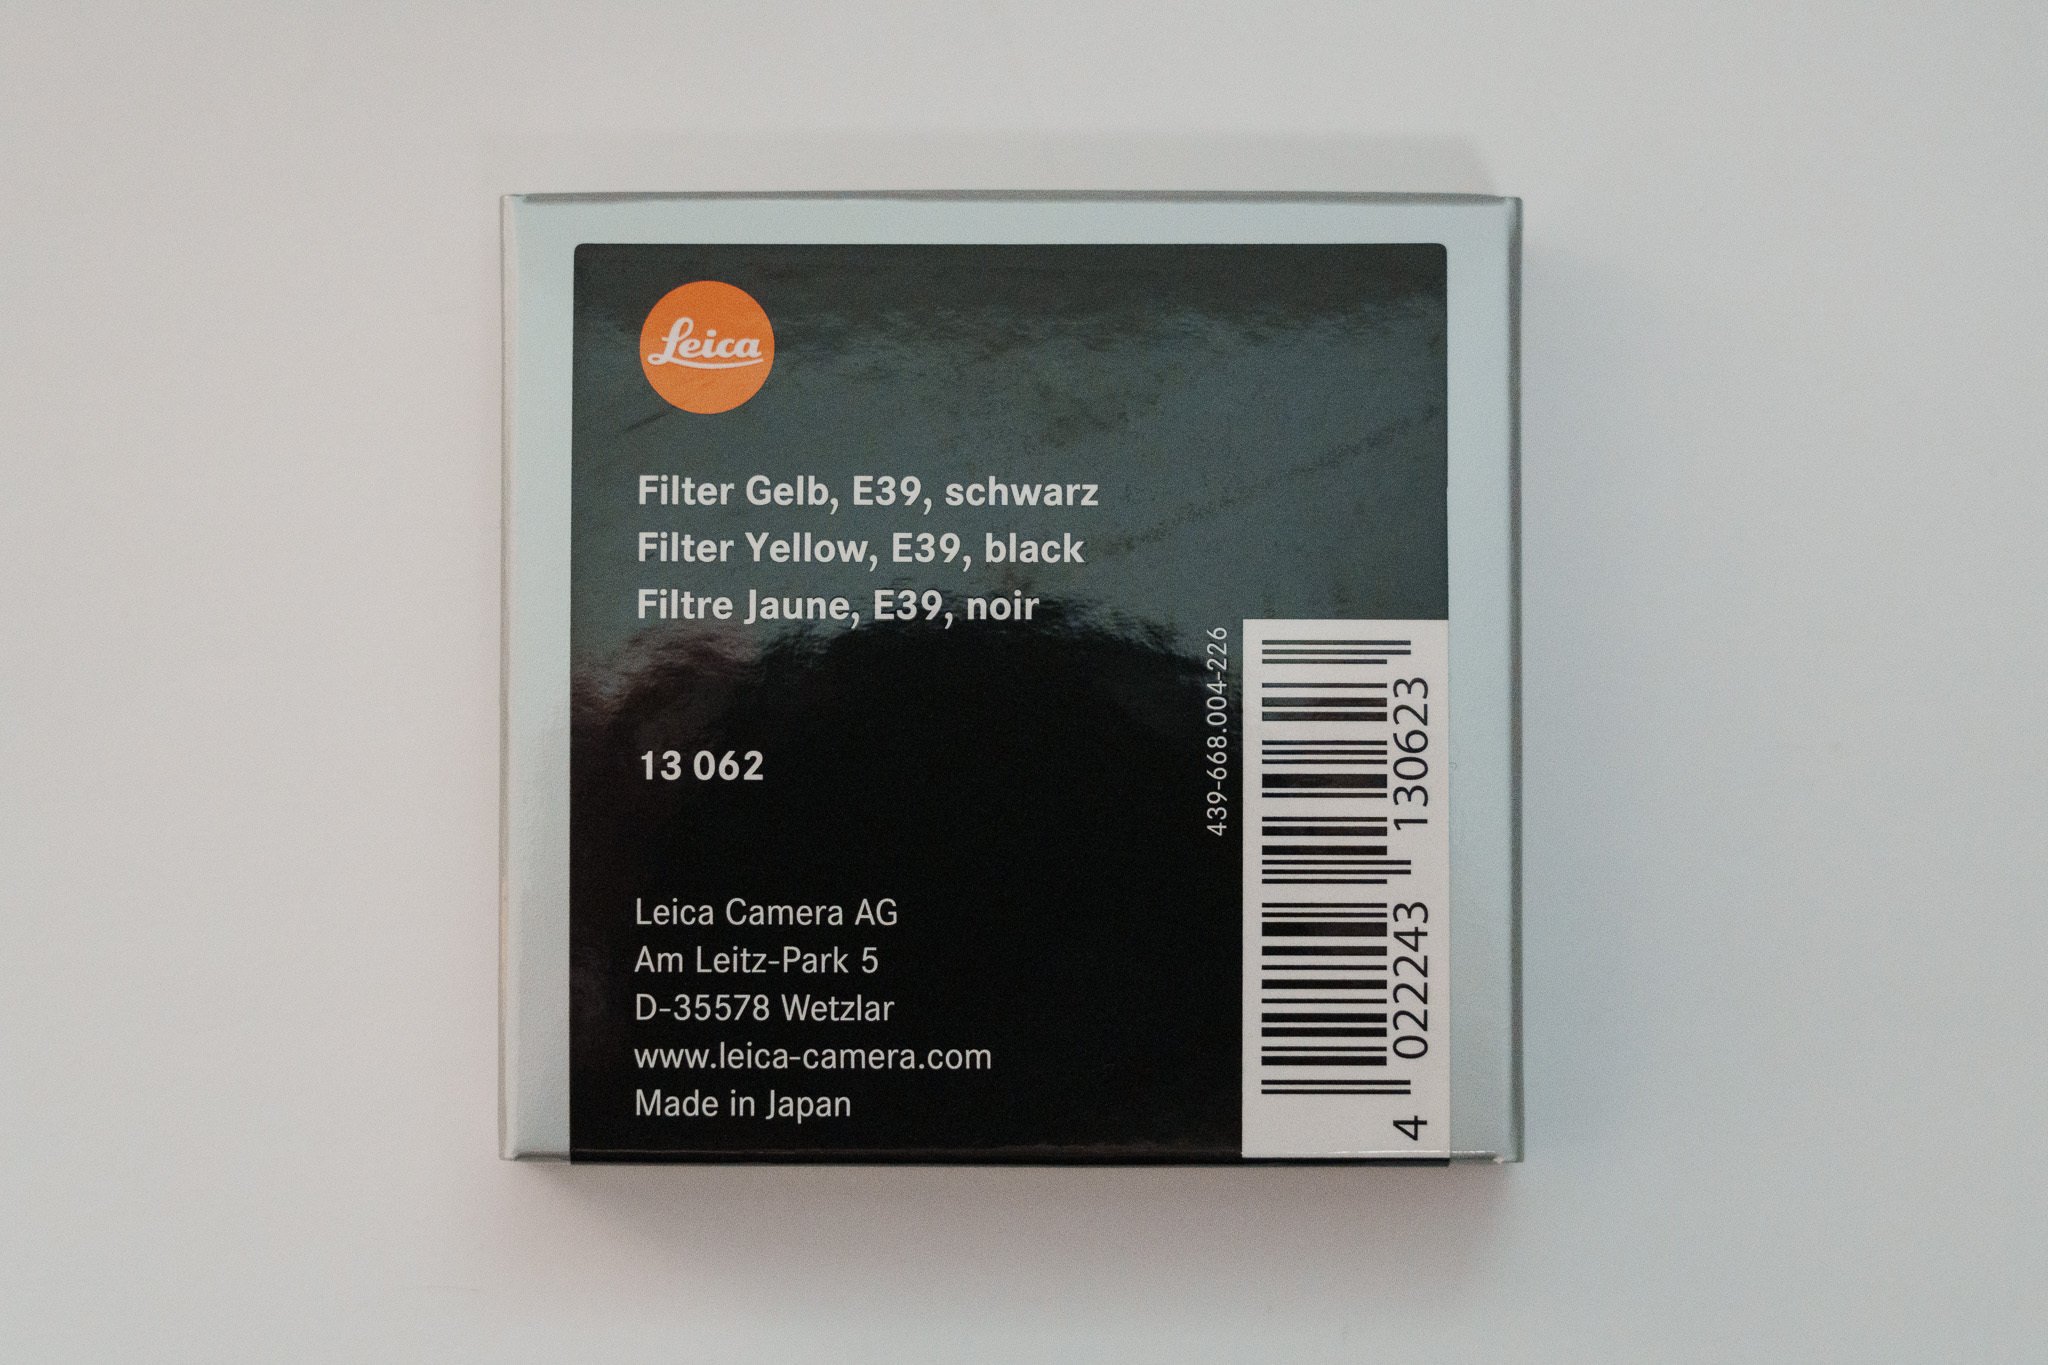 Leica
Filter Gelb, E39, schwarz
Filter Yellow, E39, black
Filtre Jaune, E39, noir
13 062
Leica Camera AG
Am Leitz-Park 5
D-35578 Wetzlar
www.leica-camera.com
Made in Japan
439-668.004-226
4 022243 130623